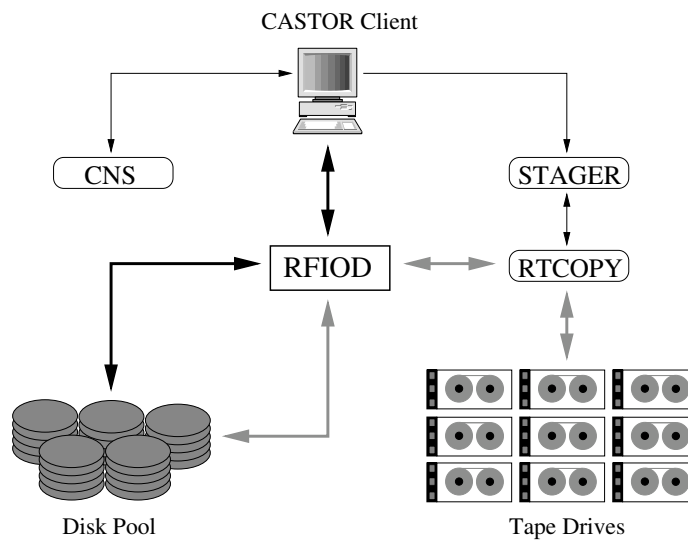 CASTOR Client
CNS
STAGER
RFIOD
RTCOPY
Disk Pool
Tape Drives